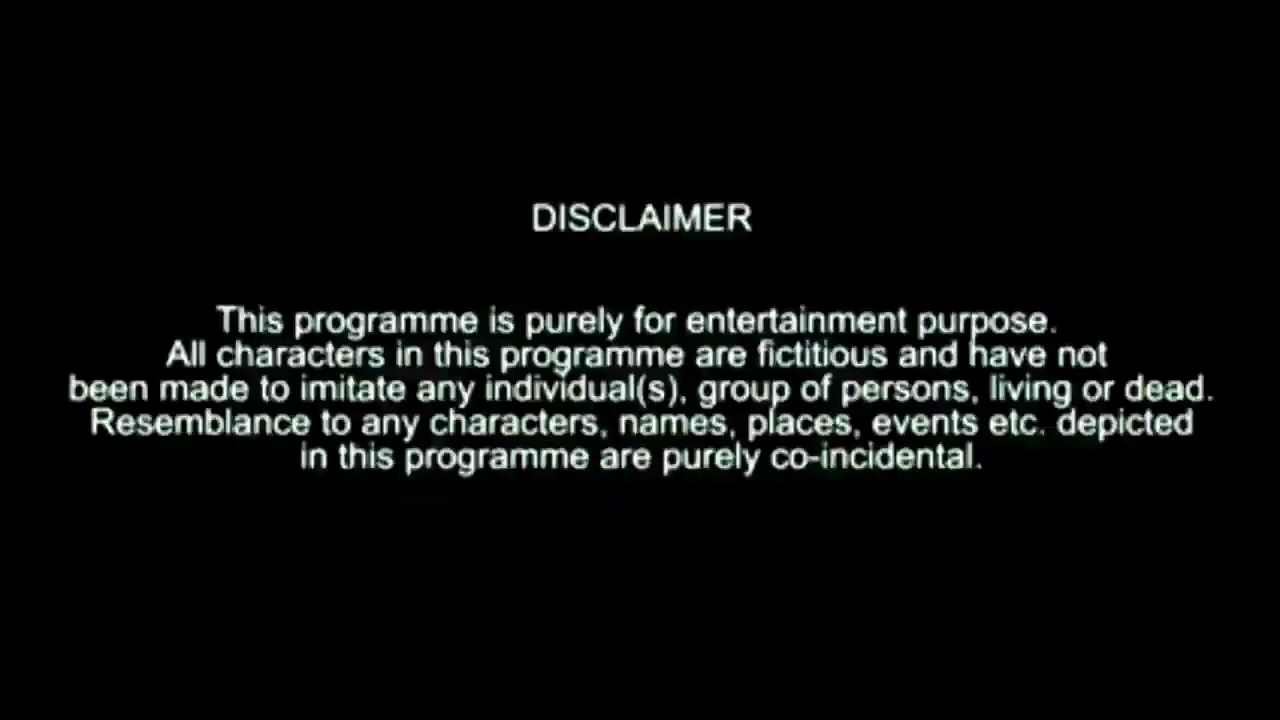 DISCLAIMER
This programme is purely for entertainment purpose.
All characters in this programme are fictitious and have not
been made to imitate any individual(s), group of persons, living or dead.
Resemblance to any characters, names, places, events etc. depicted
in this programme are purely co-incidental.